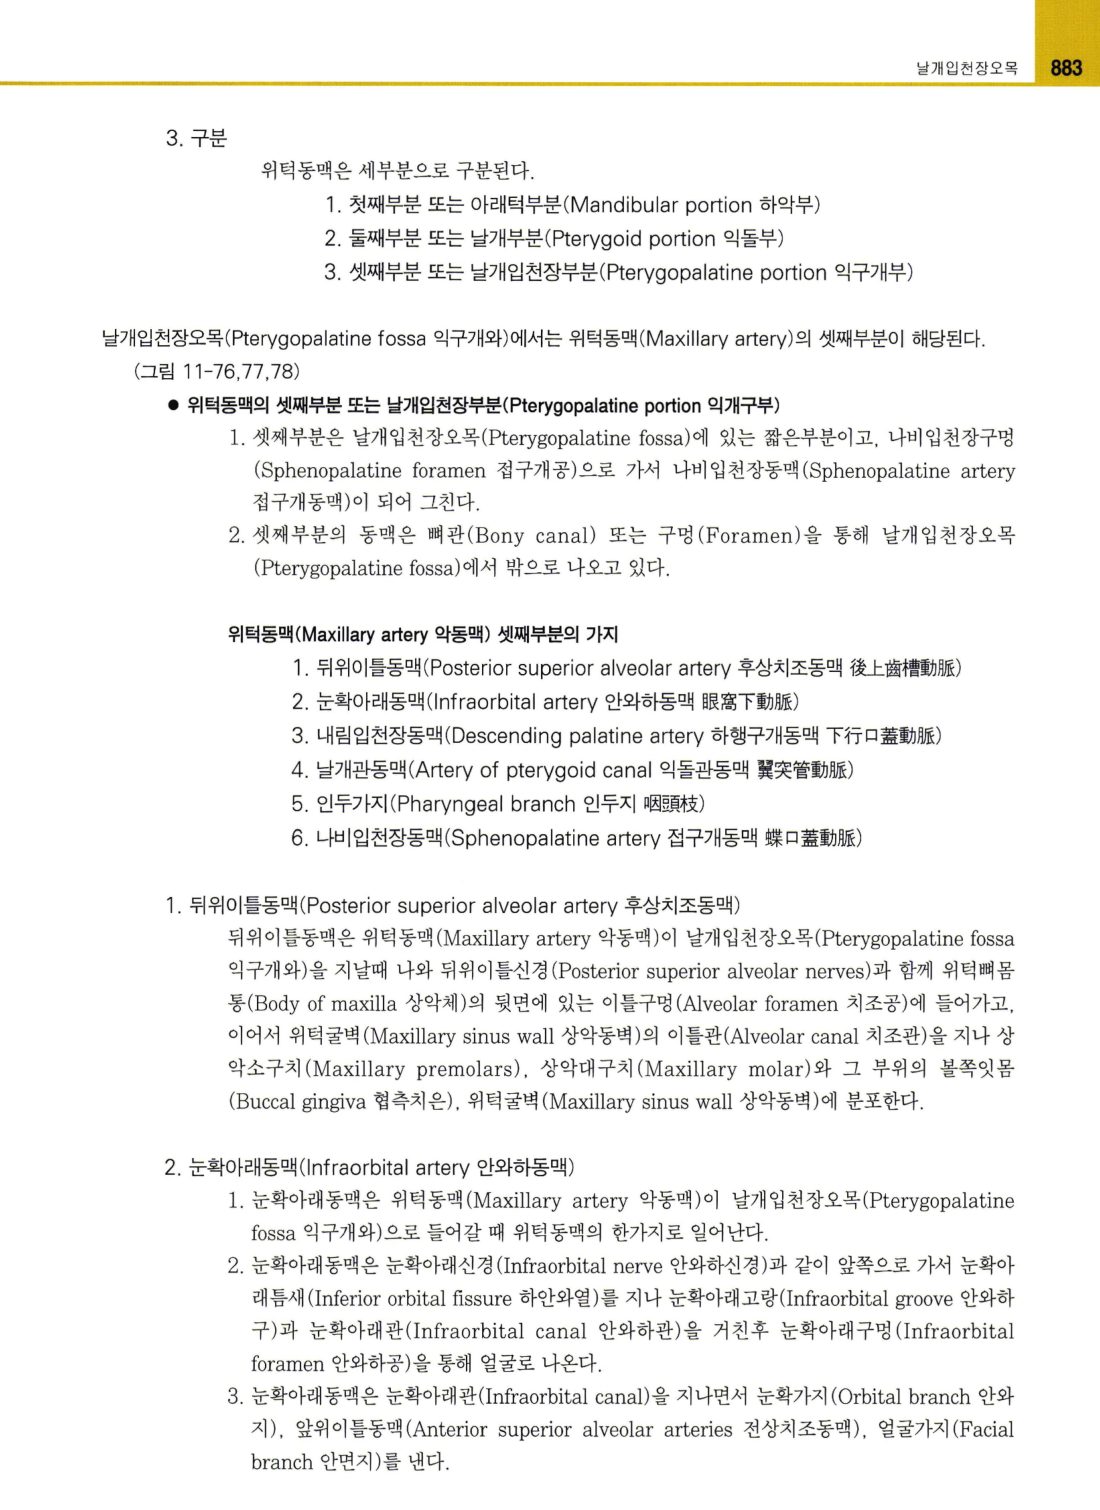 날개입천장오목 883
3. 구분
위턱동맥은 세부분으로 구분된다.
1. 첫째부분 또는 아래턱부분(Mandibular portion 하악부)
2. 둘째부분 또는 날개부분(Pterygoid portion 익돌부)
3. 셋째부분 또는 날개입천장부분(Pterygopalatine portion 익구개부)
날개입천장오목(Pterygopalatine fossa 익구개와)에서는 위턱동맥(Maxillary artery)의 셋째부분이 해당된다.
(그림 11-76,77,78)
● 위턱동맥의 셋째부분 또는 날개입천장부분(Pterygopalatine portion 익개구부)
1. 셋째부분은 날개입천장오목(Pterygopalatine fossa)에 있는 짧은부분이고, 나비입천장구멍
(Sphenopalatine foramen 접구개공)으로 가서 나비입천장동맥(Sphenopalatine artery
접구개동맥)이 되어 그친다.
2. 셋째부분의 동맥은 뼈관(Bony canal) 또는 구멍(Foramen)을 통해 날개입천장오목
(Pterygopalatine fossa)에서 밖으로 나오고 있다.
위턱동맥(Maxillary artery 악동맥) 셋째부분의 가지
1. 뒤위이틀동맥(Posterior superior alveolar artery 후상치조동맥 後上齒槽動脈)
2. 눈확아래동맥(Infraorbital artery 안와하동맥 眼窩下動脈)
3. 내림입천장동맥(Descending palatine artery 하행구개동맥 下行口蓋動脈)
4. 날개관동맥(Artery of pterygoid canal 익돌관동맥 翼突管動脈)
5. 인두가지(Pharyngeal branch 인두지 咽頭枝)
6. 나비입천장동맥(Sphenopalatine artery 접구개동맥 蝶口蓋動脈)
1. 뒤위이틀동맥(Posterior superior alveolar artery 후상치조동맥)
뒤위이틀동맥은 위턱동맥(Maxillary artery 악동맥)이 날개입천장오목(Pterygopalatine fossa
익구개와)을 지날때 나와 뒤위이틀신경(Posterior superior alveolar nerves)과 함께 위턱뼈몸
통(Body of maxilla 상악체)의 뒷면에 있는 이틀구멍(Alveolar foramen 치조공)에 들어가고,
이어서 위턱굴벽(Maxillary sinus wall 상악동벽)의 이틀관(Alveolar canal 치조관)을 지나 상
악소구치(Maxillary premolars), 상악대구치(Maxillary molar)와 그 부위의 볼쪽잇몸
(Buccal gingiva 협측치은), 위턱굴벽(Maxillary sinus wall 상악동벽)에 분포한다.
2. 눈확아래동맥(Infraorbital artery 안와하동맥)
1. 눈확아래동맥은 위턱동맥(Maxillary artery 악동맥)이 날개입천장오목(Pterygopalatine
fossa 익구개와)으로 들어갈 때 위턱동맥의 한가지로 일어난다.
2. 눈확아래동맥은 눈확아래신경(Infraorbital nerve 안와하신경)과 같이 앞쪽으로 가서 눈확아
래틈새(Inferior orbital fissure 하안와열)를 지나 눈확아래고랑(Infraorbital groove 안와하
구)과 눈확아래관(Infraorbital canal 안와하관)을 거친후 눈확아래구멍(Infraorbital
foramen 안와하공)을 통해 얼굴로 나온다.
3. 눈확아래동맥은 눈확아래관(Infraorbital canal)을 지나면서 눈확가지(Orbital branch 안와
지), 앞위이틀동맥(Anterior superior alveolar arteries 전상치조동맥), 얼굴가지(Facial
branch 안면지)를 낸다.